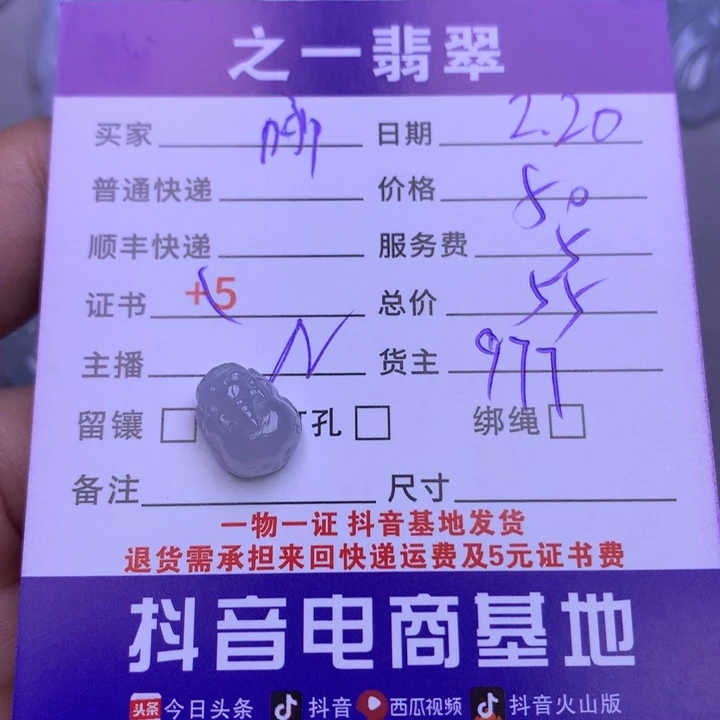 之一翡翠
买家 日期 2.20
普通快递 价格 50
顺丰快递 服务费 5
证书 +5 总价 55
主播 N 货主 977
留镶 孔 绑绳
备注 尺寸
一物一证 抖音基地发货
退货需承担来回快递运费及5元证书费
抖音电商基地
头条 今日头条 抖音 西瓜视频 抖音火山版